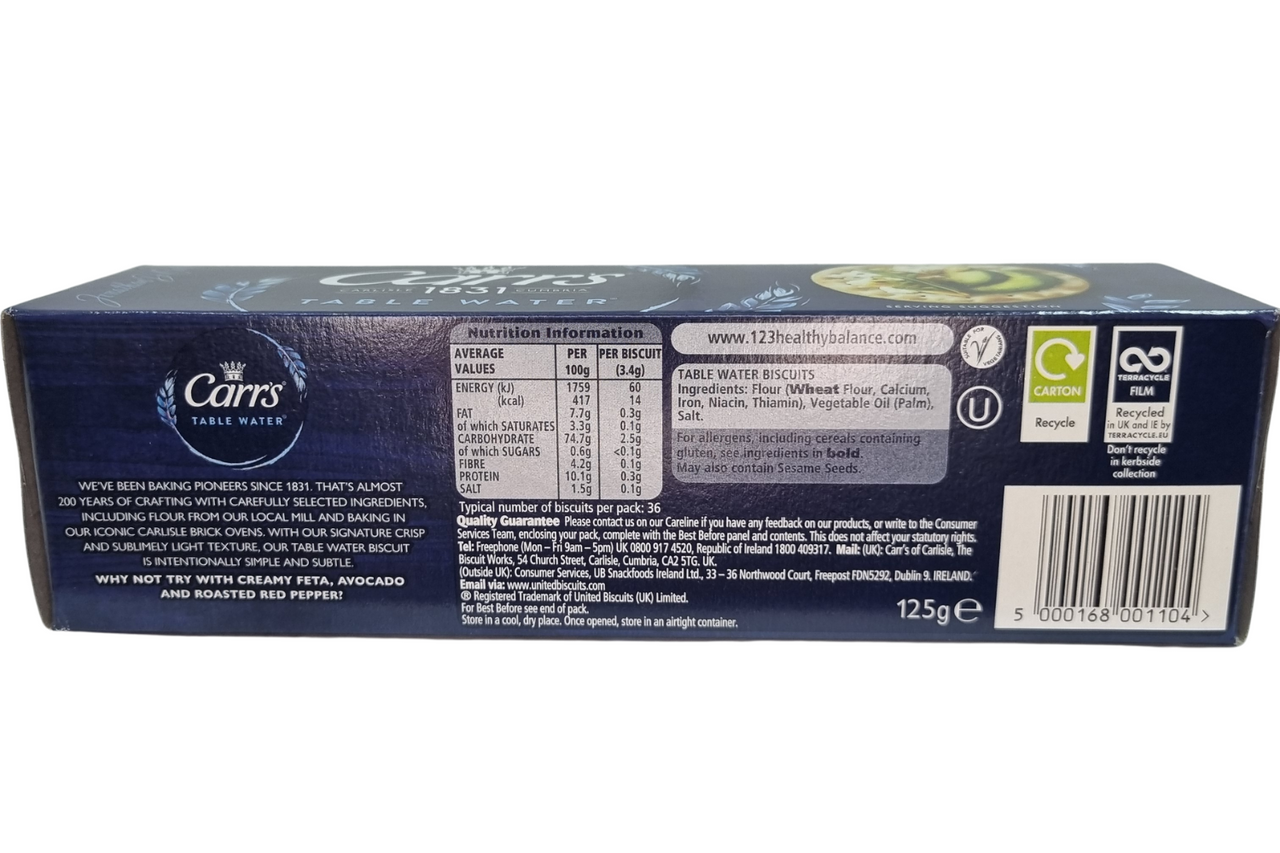 Carr's
CARLISLE 1831 CUMBRIA
TABLE WATER
SERVING SUGGESTION
Carr's
TABLE WATER
WE'VE BEEN BAKING PIONEERS SINCE 1831. THAT'S ALMOST
200 YEARS OF CRAFTING WITH CAREFULLY SELECTED INGREDIENTS,
INCLUDING FLOUR FROM OUR LOCAL MILL AND BAKING IN
OUR ICONIC CARLISLE BRICK OVENS. WITH OUR SIGNATURE CRISP
AND SUBLIMELY LIGHT TEXTURE, OUR TABLE WATER BISCUIT
IS INTENTIONALLY SIMPLE AND SUBTLE.
WHY NOT TRY WITH CREAMY FETA, AVOCADO
AND ROASTED RED PEPPER?
Nutrition Information
AVERAGE VALUES PER 100g PER BISCUIT (3.4g)
ENERGY (kJ) 1759 60
(kcal) 417 14
FAT 7.7g 0.3g
of which SATURATES 3.3g 0.1g
CARBOHYDRATE 74.7g 2.5g
of which SUGARS 0.6g <0.1g
FIBRE 4.2g 0.1g
PROTEIN 10.1g 0.3g
SALT 1.5g 0.1g
Typical number of biscuits per pack: 36
www.123healthybalance.com
TABLE WATER BISCUITS
Ingredients: Flour (Wheat Flour, Calcium,
Iron, Niacin, Thiamin), Vegetable Oil (Palm),
Salt.
For allergens, including cereals containing
gluten, see ingredients in bold.
May also contain Sesame Seeds.
Quality Guarantee Please contact us on our Careline if you have any feedback on our products, or write to the Consumer
Services Team, enclosing your pack, complete with the Best Before panel and contents. This does not affect your statutory rights.
Tel: Freephone (Mon – Fri 9am – 5pm) UK 0800 917 4520, Republic of Ireland 1800 409317. Mail: (UK): Carr's of Carlisle, The
Biscuit Works, 54 Church Street, Carlisle, Cumbria, CA2 5TG. UK.
(Outside UK): Consumer Services, UB Snackfoods Ireland Ltd., 33 – 36 Northwood Court, Freepost FDN5292, Dublin 9. IRELAND.
Email via: www.unitedbiscuits.com
® Registered Trademark of United Biscuits (UK) Limited.
For Best Before see end of pack.
Store in a cool, dry place. Once opened, store in an airtight container.
125g e
SUITABLE FOR VEGETARIANS
V
U
CARTON
Recycle
TERRACYCLE
FILM
Recycled
in UK and IE by
TERRACYCLE.EU
Don't recycle
in kerbside
collection
5 000168 001104 >